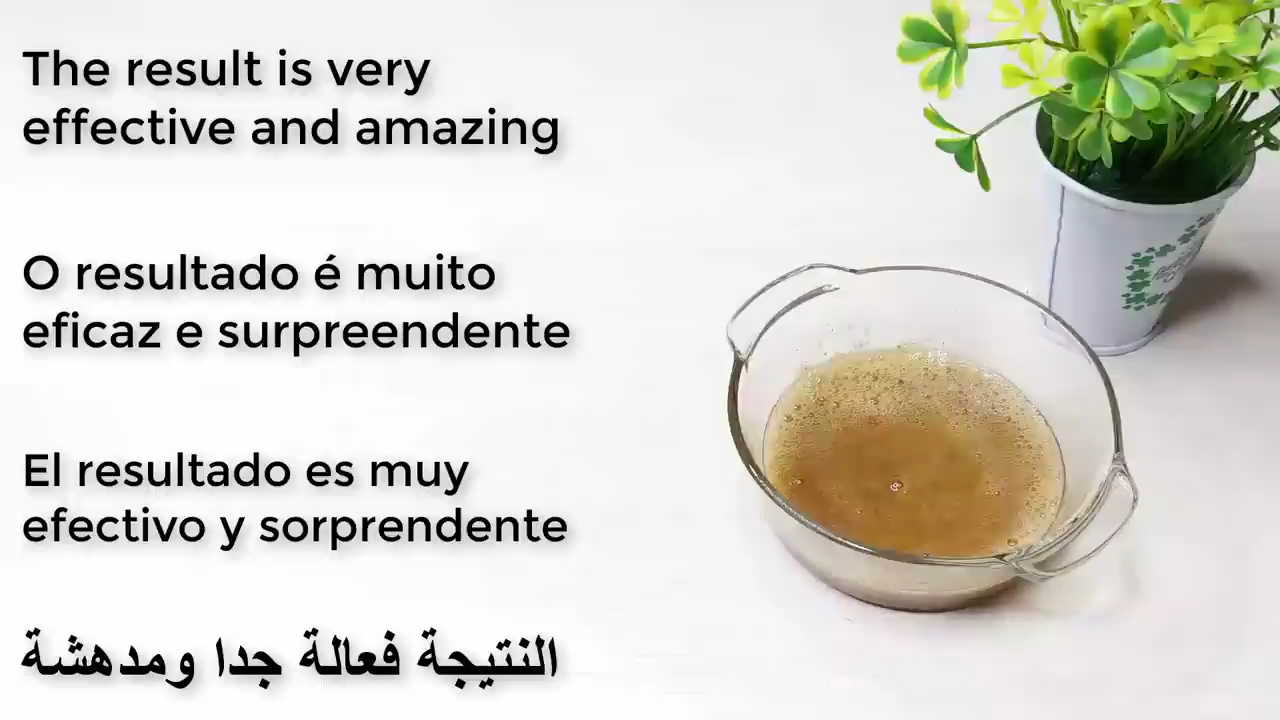 The result is very
effective and amazing
O resultado é muito
eficaz e surpreendente
El resultado es muy
efectivo y sorprendente
النتيجة فعالة جدا ومدهشة